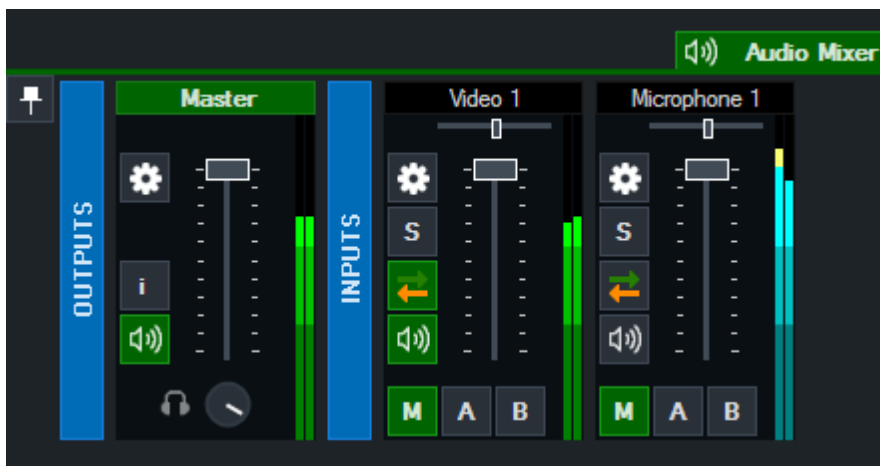 Audio Mixer
OUTPUTS
Master
i
INPUTS
Video 1
S
M A B
Microphone 1
S
M A B